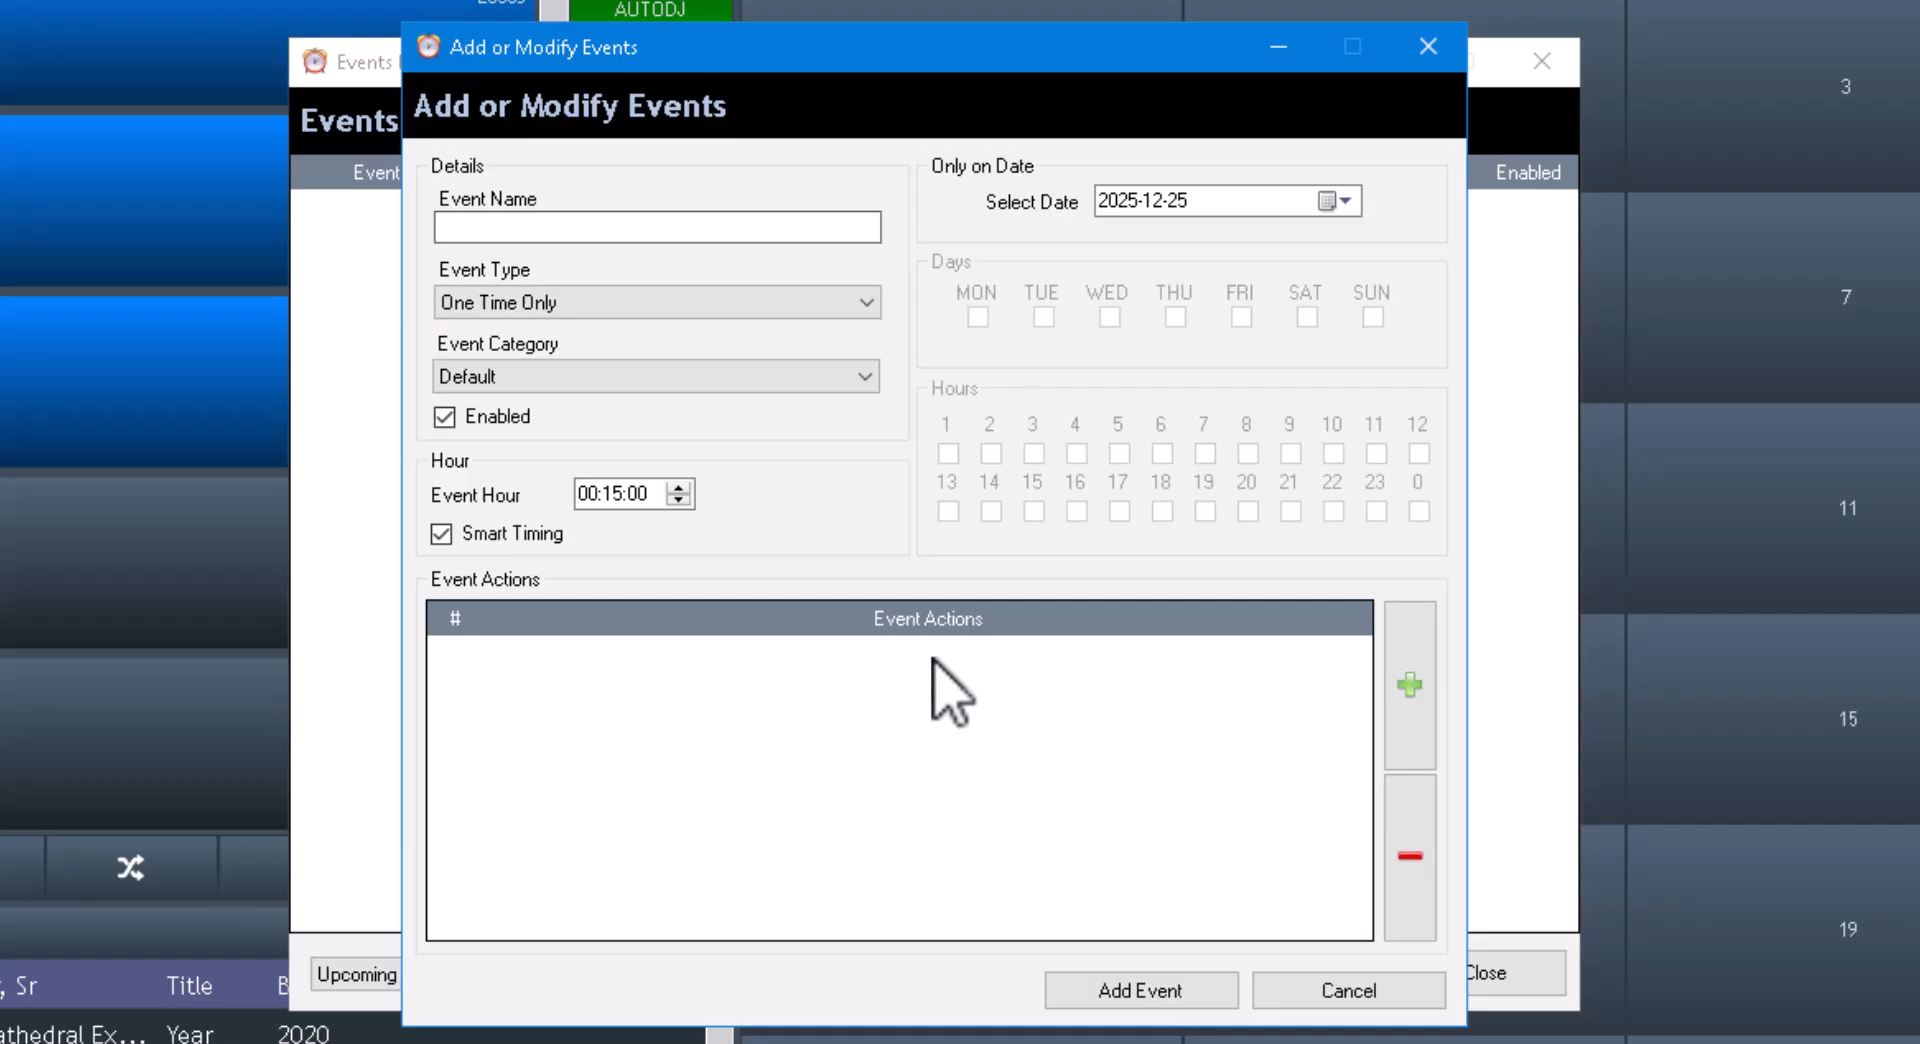 AUTODJ
Add or Modify Events
Events
Add or Modify Events
Events
Event
Enabled
Details
Event Name
Event Type
One Time Only
Event Category
Default
Enabled
Hour
Event Hour
00:15:00
Smart Timing
Only on Date
Select Date
2025-12-25
Days
MON TUE WED THU FRI SAT SUN
Hours
1 2 3 4 5 6 7 8 9 10 11 12
13 14 15 16 17 18 19 20 21 22 23 0
Event Actions
# Event Actions
Add Event
Cancel
Upcoming
Close
3
7
11
15
19
, Sr Title B
athedral Ex... Year 2020